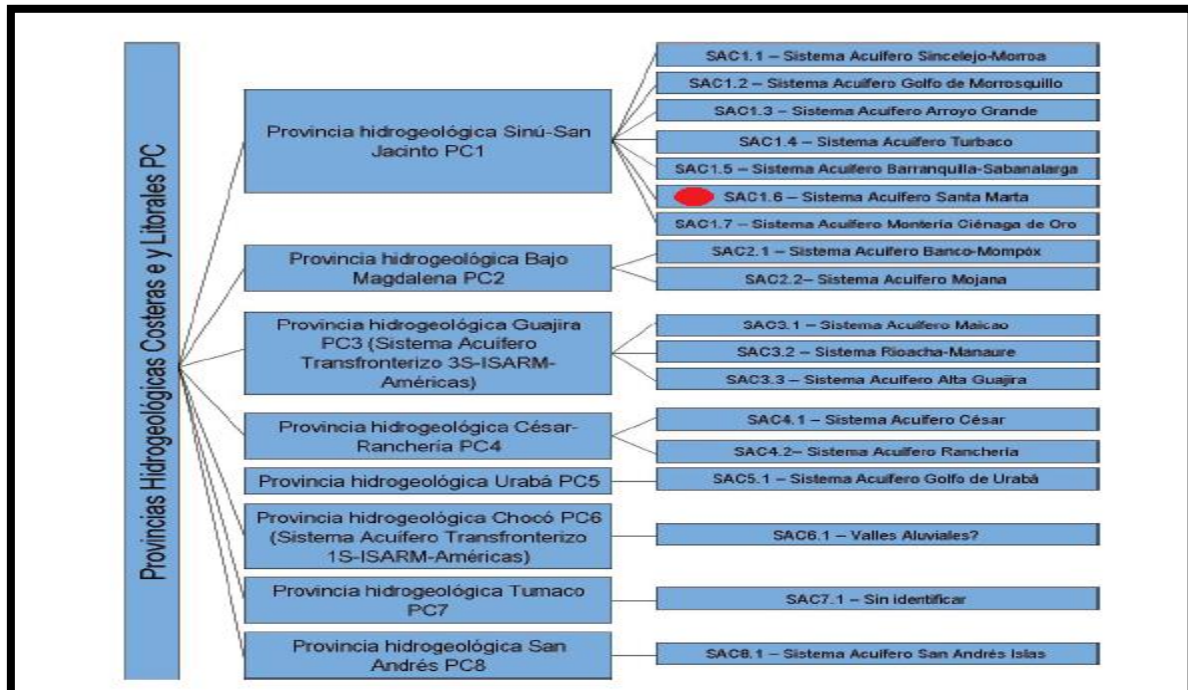 Provincias Hidrogeológicas Costeras e y Litorales PC
Provincia hidrogeológica Sinú-San
Jacinto PC1
SAC1.1 – Sistema Acuífero Sincelejo-Morroa
SAC1.2 – Sistema Acuífero Golfo de Morrosquillo
SAC1.3 – Sistema Acuífero Arroyo Grande
SAC1.4 – Sistema Acuífero Turbaco
SAC1.5 – Sistema Acuífero Barranquilla-Sabanalarga
SAC1.6 – Sistema Acuífero Santa Marta
SAC1.7 – Sistema Acuífero Montería Ciénaga de Oro
Provincia hidrogeológica Bajo
Magdalena PC2
SAC2.1 – Sistema Acuífero Banco-Mompóx
SAC2.2– Sistema Acuífero Mojana
Provincia hidrogeológica Guajira
PC3 (Sistema Acuífero
Transfronterizo 3S-ISARM-
Américas)
SAC3.1 – Sistema Acuífero Maicao
SAC3.2 – Sistema Rioacha-Manaure
SAC3.3 – Sistema Acuífero Alta Guajira
Provincia hidrogeológica César-
Ranchería PC4
SAC4.1 – Sistema Acuífero César
SAC4.2– Sistema Acuífero Ranchería
Provincia hidrogeológica Urabá PC5
SAC5.1 – Sistema Acuífero Golfo de Urabá
Provincia hidrogeológica Chocó PC6
(Sistema Acuífero Transfronterizo
1S-ISARM-Américas)
SAC6.1 – Valles Aluviales?
Provincia hidrogeológica Tumaco
PC7
SAC7.1 – Sin identificar
Provincia hidrogeológica San
Andrés PC8
SAC8.1 – Sistema Acuífero San Andrés Islas